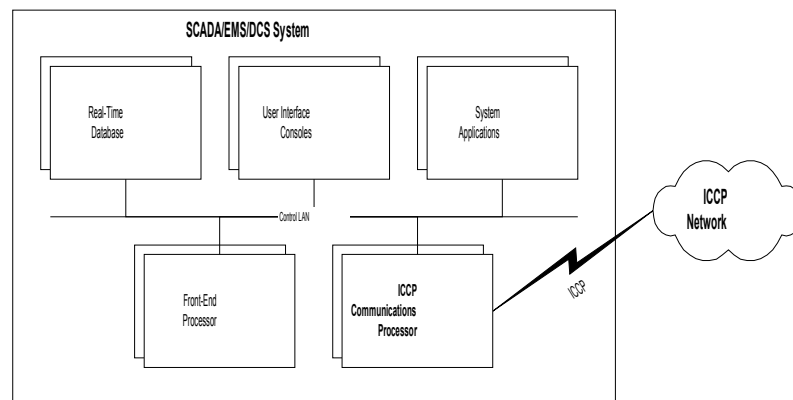 SCADA/EMS/DCS System
Real-Time
Database
User Interface
Consoles
System
Applications
ICCP
Network
Control LAN
ICCP
Front-End
Processor
ICCP
Communications
Processor